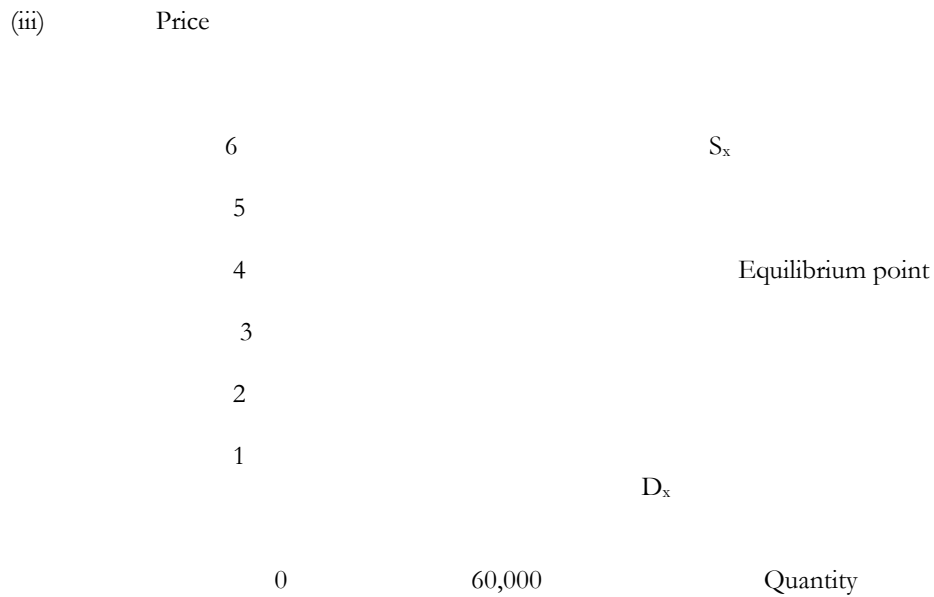 (iii) Price
6 Sₓ
5
4 Equilibrium point
3
2
1
Dₓ
0 60,000 Quantity